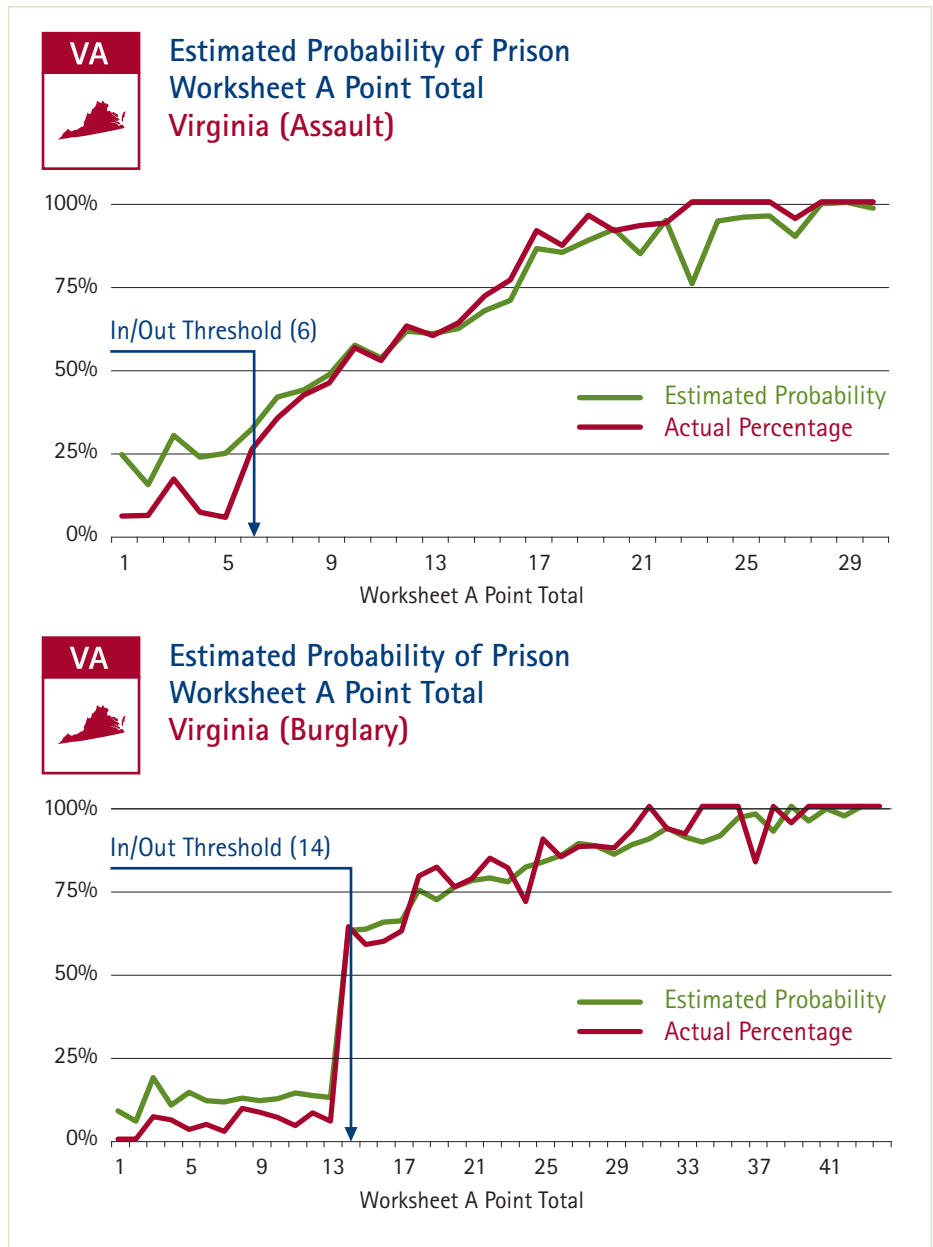 VA
Estimated Probability of Prison
Worksheet A Point Total
Virginia (Assault)
100%
75%
In/Out Threshold (6)
50%
Estimated Probability
Actual Percentage
25%
0%
1 5 9 13 17 21 25 29
Worksheet A Point Total
VA
Estimated Probability of Prison
Worksheet A Point Total
Virginia (Burglary)
100%
In/Out Threshold (14)
75%
50%
Estimated Probability
Actual Percentage
25%
0%
1 5 9 13 17 21 25 29 33 37 41
Worksheet A Point Total